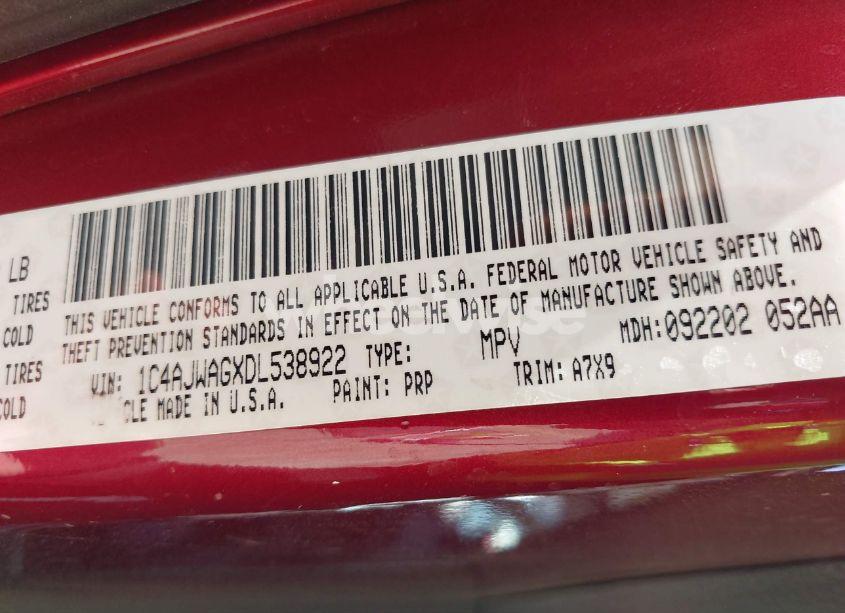 LB
TIRES
COLD
TIRES
COLD
THIS VEHICLE CONFORMS TO ALL APPLICABLE U.S.A. FEDERAL MOTOR VEHICLE SAFETY AND
THEFT PREVENTION STANDARDS IN EFFECT ON THE DATE OF MANUFACTURE SHOWN ABOVE.
VIN: 1C4AJWAGXDL538922 TYPE: MPV MDH:092202 052AA
CLE MADE IN U.S.A. PAINT: PRP TRIM: A7X9